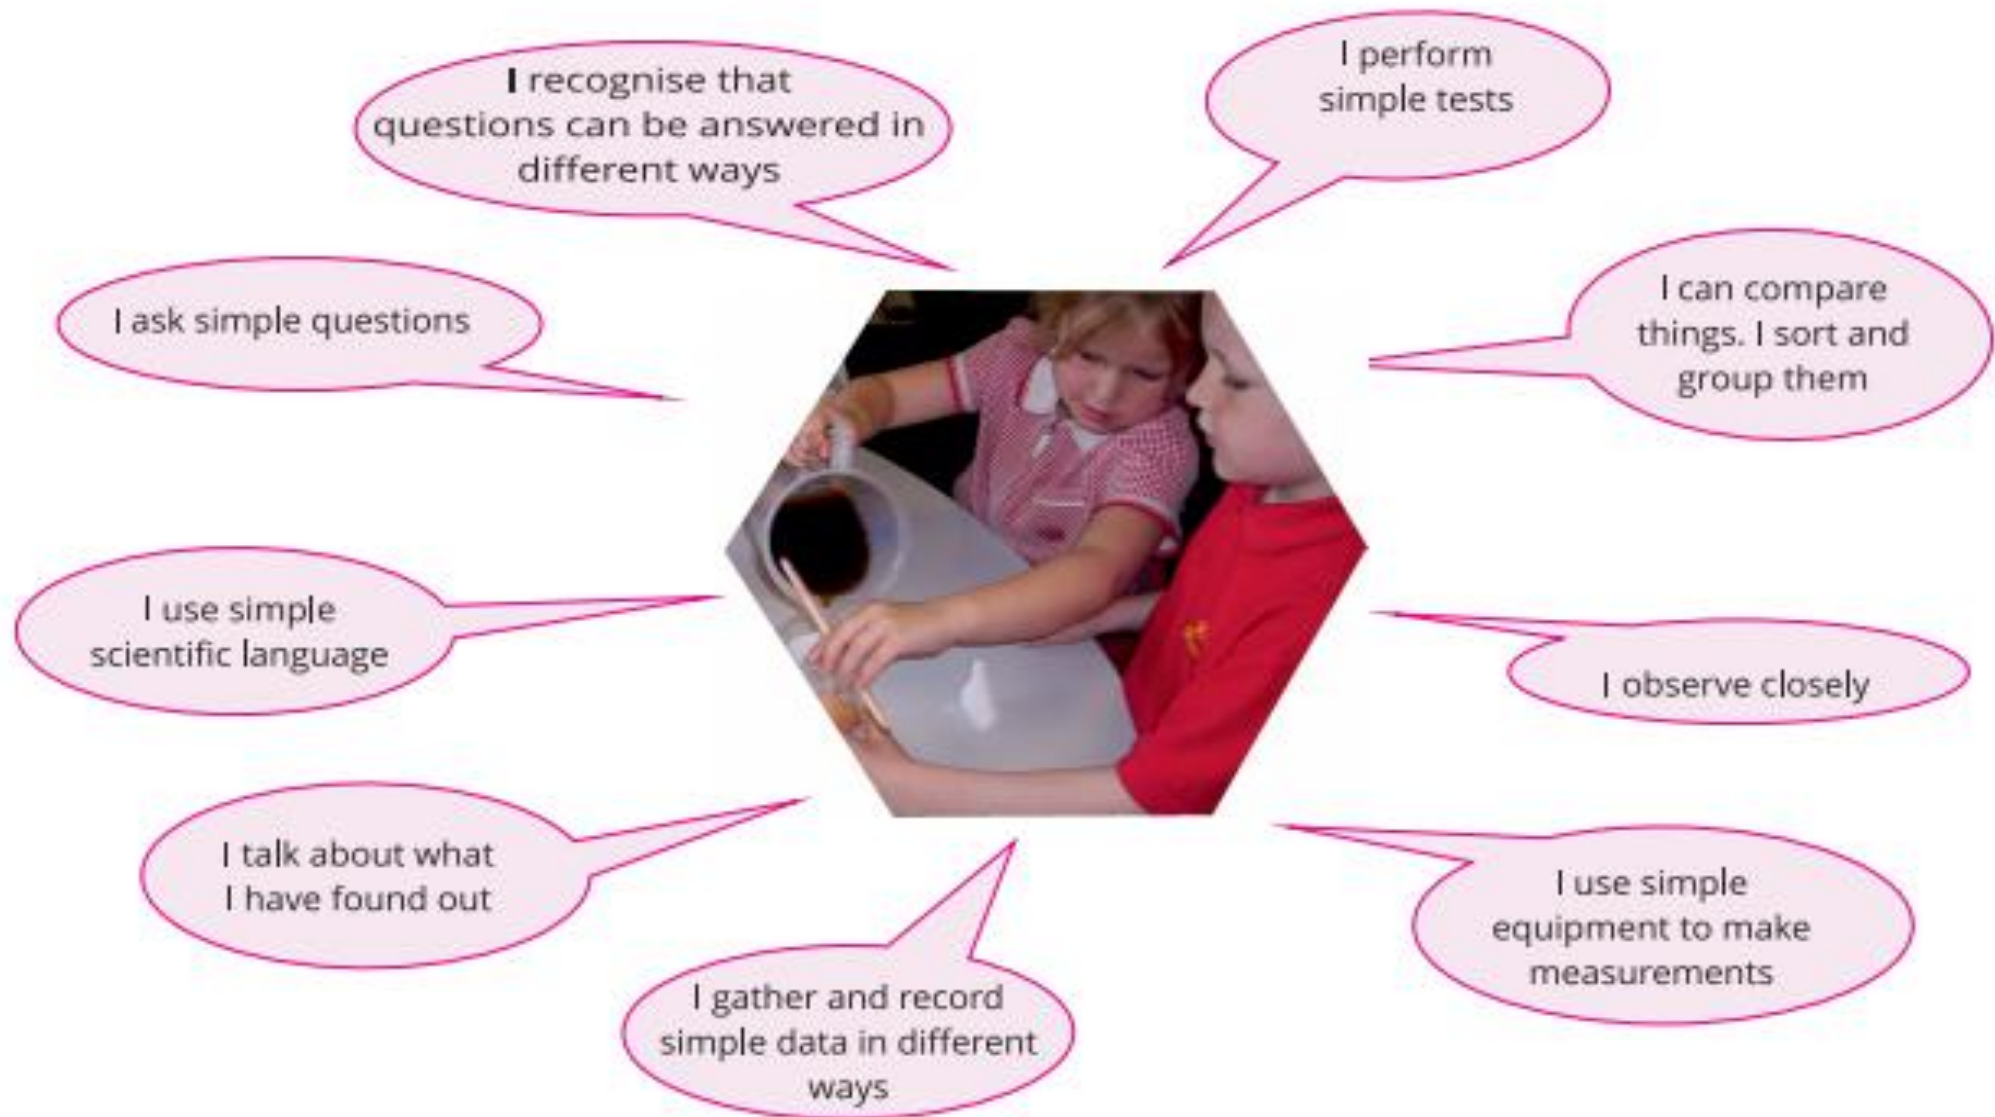 I recognise that
questions can be answered in
different ways
I perform
simple tests
I ask simple questions
I can compare
things. I sort and
group them
I use simple
scientific language
I observe closely
I talk about what
I have found out
I use simple
equipment to make
measurements
I gather and record
simple data in different
ways